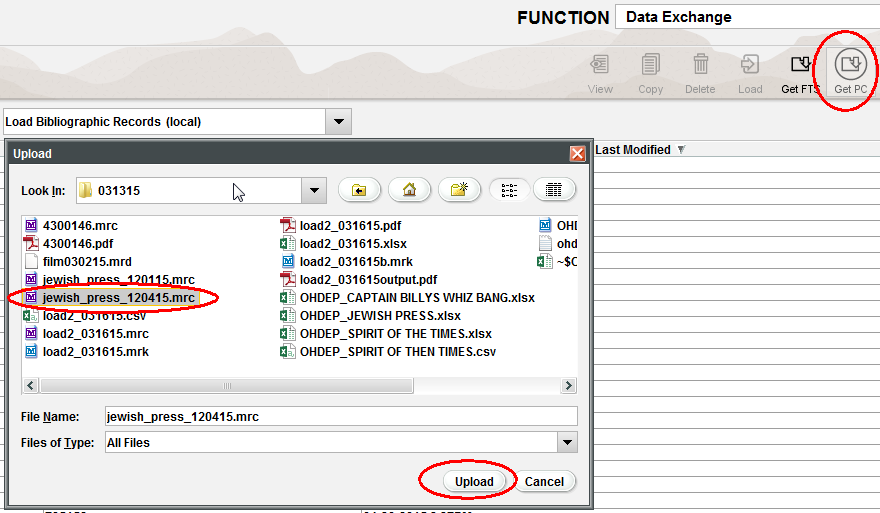 FUNCTION Data Exchange
View Copy Delete Load Get FTS Get PC
Load Bibliographic Records (local)
Upload
Last Modified
Look In: 031315
4300146.mrc
4300146.pdf
film030215.mrd
jewish_press_120115.mrc
jewish_press_120415.mrc
load2_031615.csv
load2_031615.mrc
load2_031615.mrk
load2_031615.pdf
load2_031615.xlsx
load2_031615b.mrk
load2_031615output.pdf
OHDEP_CAPTAIN BILLYS WHIZ BANG.xlsx
OHDEP_JEWISH PRESS.xlsx
OHDEP_SPIRIT OF THE TIMES.xlsx
OHDEP_SPIRIT OF THEN TIMES.csv
OHD
ohd
~$C
File Name: jewish_press_120415.mrc
Files of Type: All Files
Upload Cancel